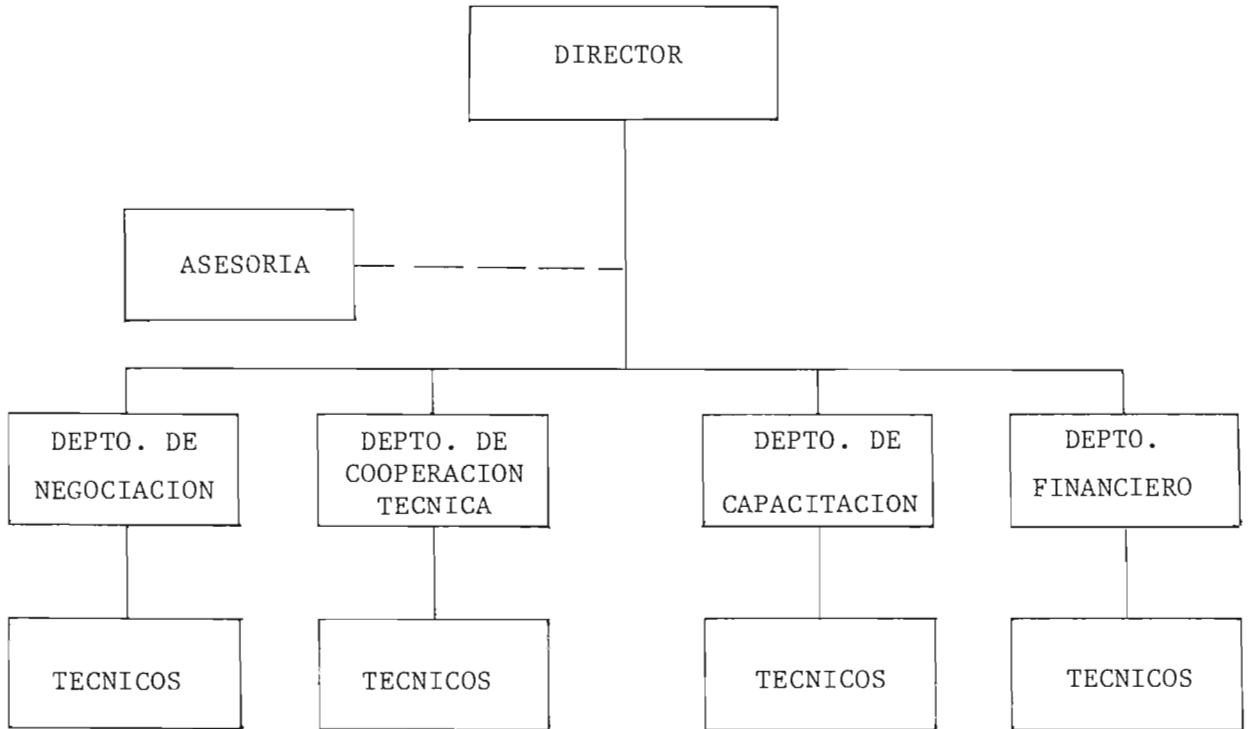 DIRECTOR
ASESORIA
DEPTO. DE
NEGOCIACION
DEPTO. DE
COOPERACION
TECNICA
DEPTO. DE
CAPACITACION
DEPTO.
FINANCIERO
TECNICOS
TECNICOS
TECNICOS
TECNICOS